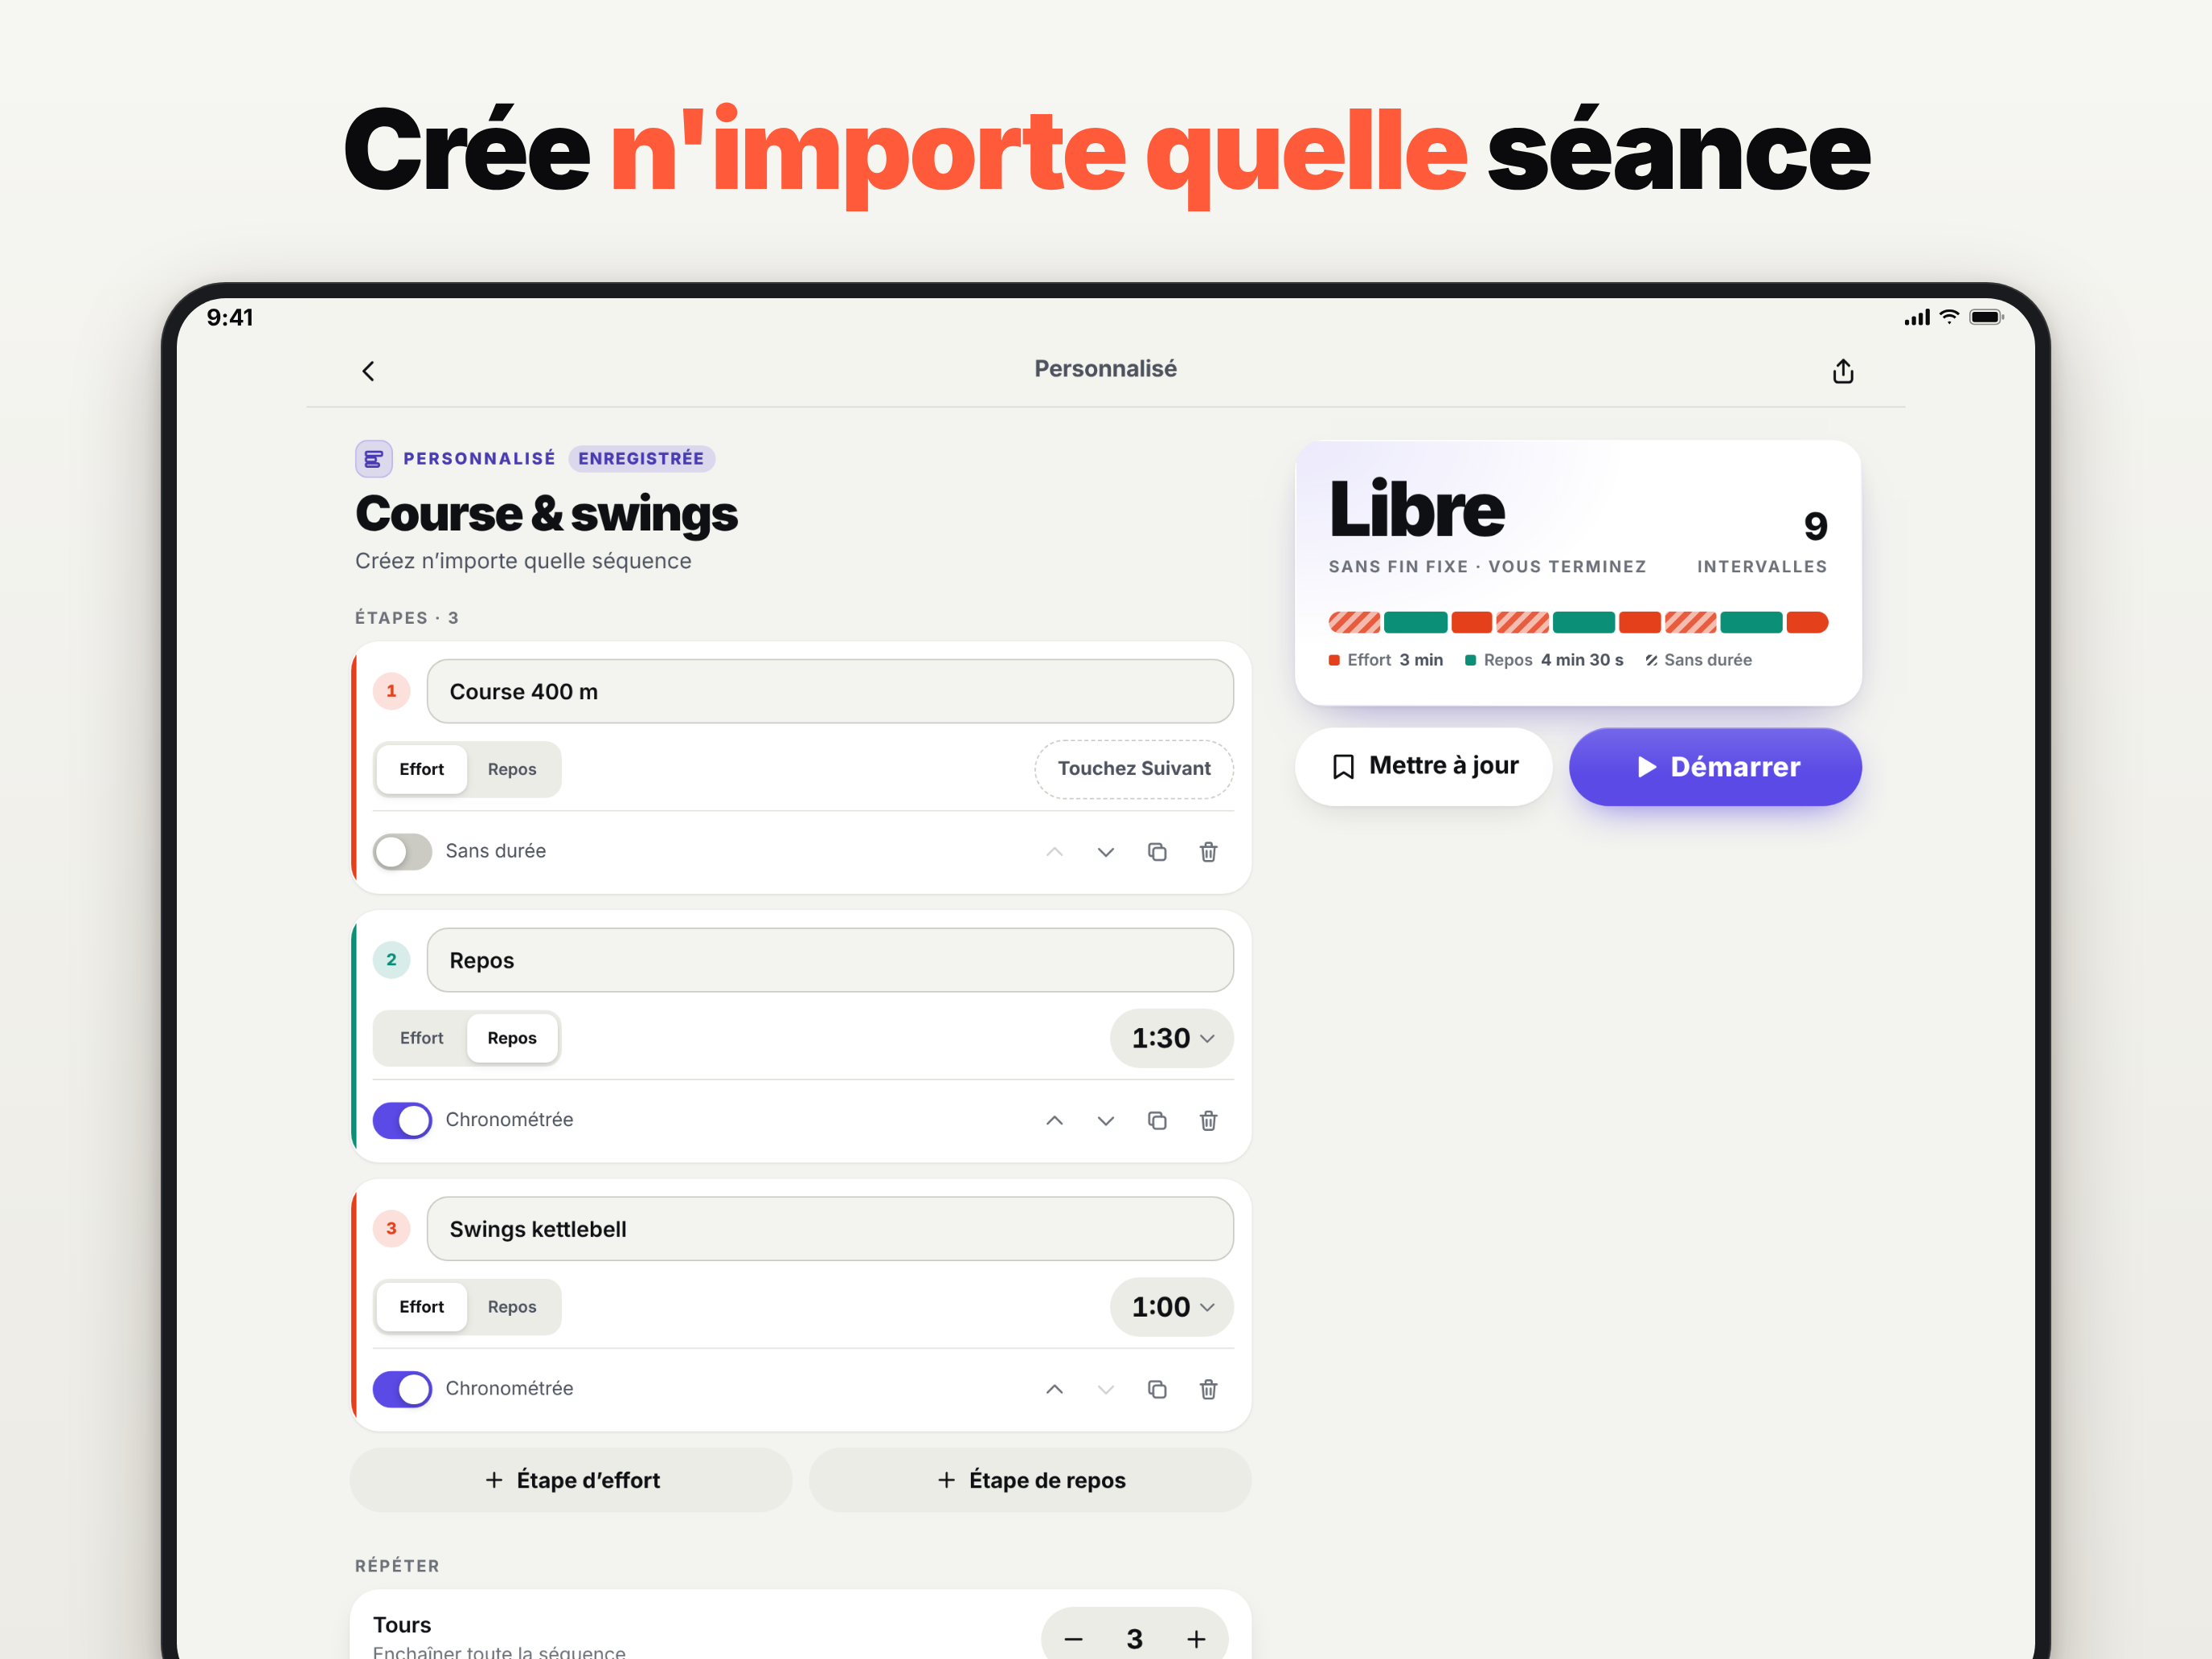 Crée n'importe quelle séance
9:41
Personnalisé
PERSONNALISÉ ENREGISTRÉE
Course & swings
Créez n’importe quelle séquence
ÉTAPES · 3
1 Course 400 m
Effort Repos Touchez Suivant
Sans durée
2 Repos
Effort Repos 1:30
Chronométrée
3 Swings kettlebell
Effort Repos 1:00
Chronométrée
+ Étape d’effort + Étape de repos
RÉPÉTER
Tours − 3 +
Enchaîner toute la séquence
Libre 9
SANS FIN FIXE · VOUS TERMINEZ INTERVALLES
Effort 3 min Repos 4 min 30 s Sans durée
Mettre à jour Démarrer